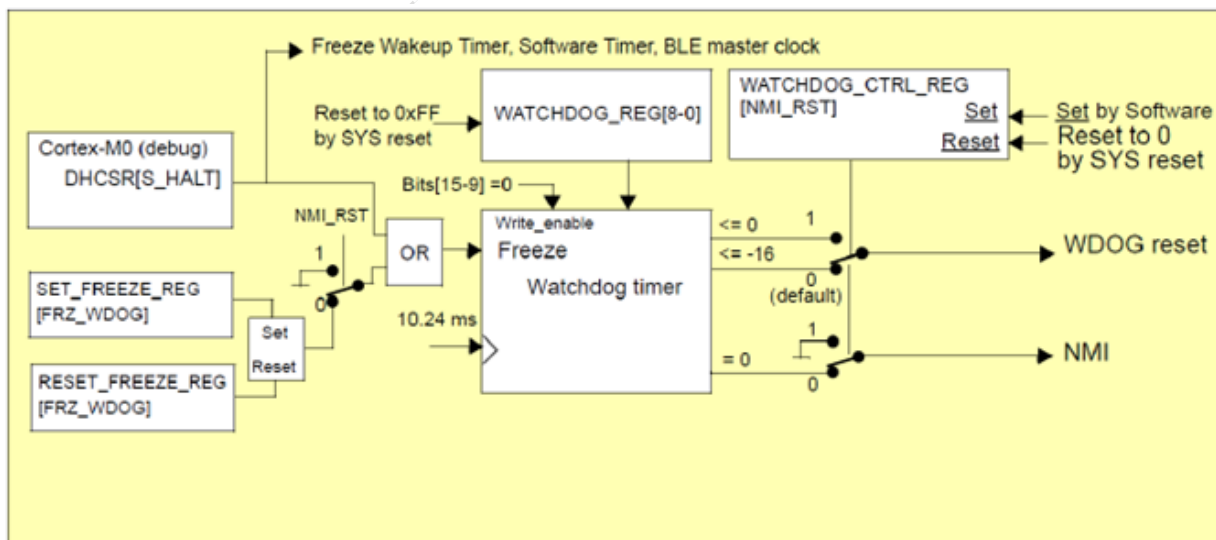 Freeze Wakeup Timer, Software Timer, BLE master clock
Reset to 0xFF
by SYS reset
WATCHDOG_REG[8-0]
WATCHDOG_CTRL_REG
[NMI_RST]
Set
Reset
Set by Software
Reset to 0
by SYS reset
Cortex-M0 (debug)
DHCSR[S_HALT]
Bits[15-9] =0
NMI_RST
1
0
OR
Write_enable
Freeze
Watchdog timer
10.24 ms
<= 0
<= -16
= 0
1
0
(default)
WDOG reset
1
0
NMI
SET_FREEZE_REG
[FRZ_WDOG]
Set
Reset
RESET_FREEZE_REG
[FRZ_WDOG]